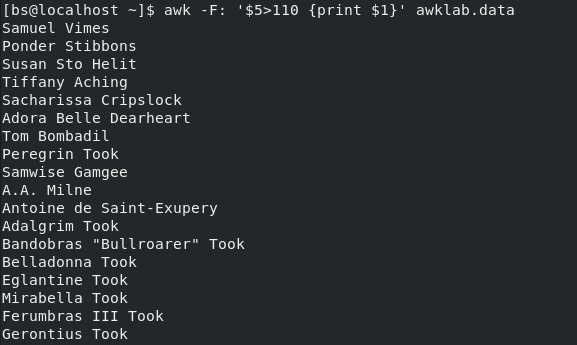 [bs@localhost ~]$ awk -F: '$5>110 {print $1}' awklab.data
Samuel Vimes
Ponder Stibbons
Susan Sto Helit
Tiffany Aching
Sacharissa Cripslock
Adora Belle Dearheart
Tom Bombadil
Peregrin Took
Samwise Gamgee
A.A. Milne
Antoine de Saint-Exupery
Adalgrim Took
Bandobras "Bullroarer" Took
Belladonna Took
Eglantine Took
Mirabella Took
Ferumbras III Took
Gerontius Took